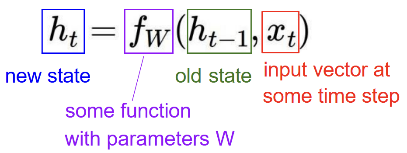 h_t = f_W(h_{t-1}, x_t)
new state
old state
input vector at
some time step
some function
with parameters W